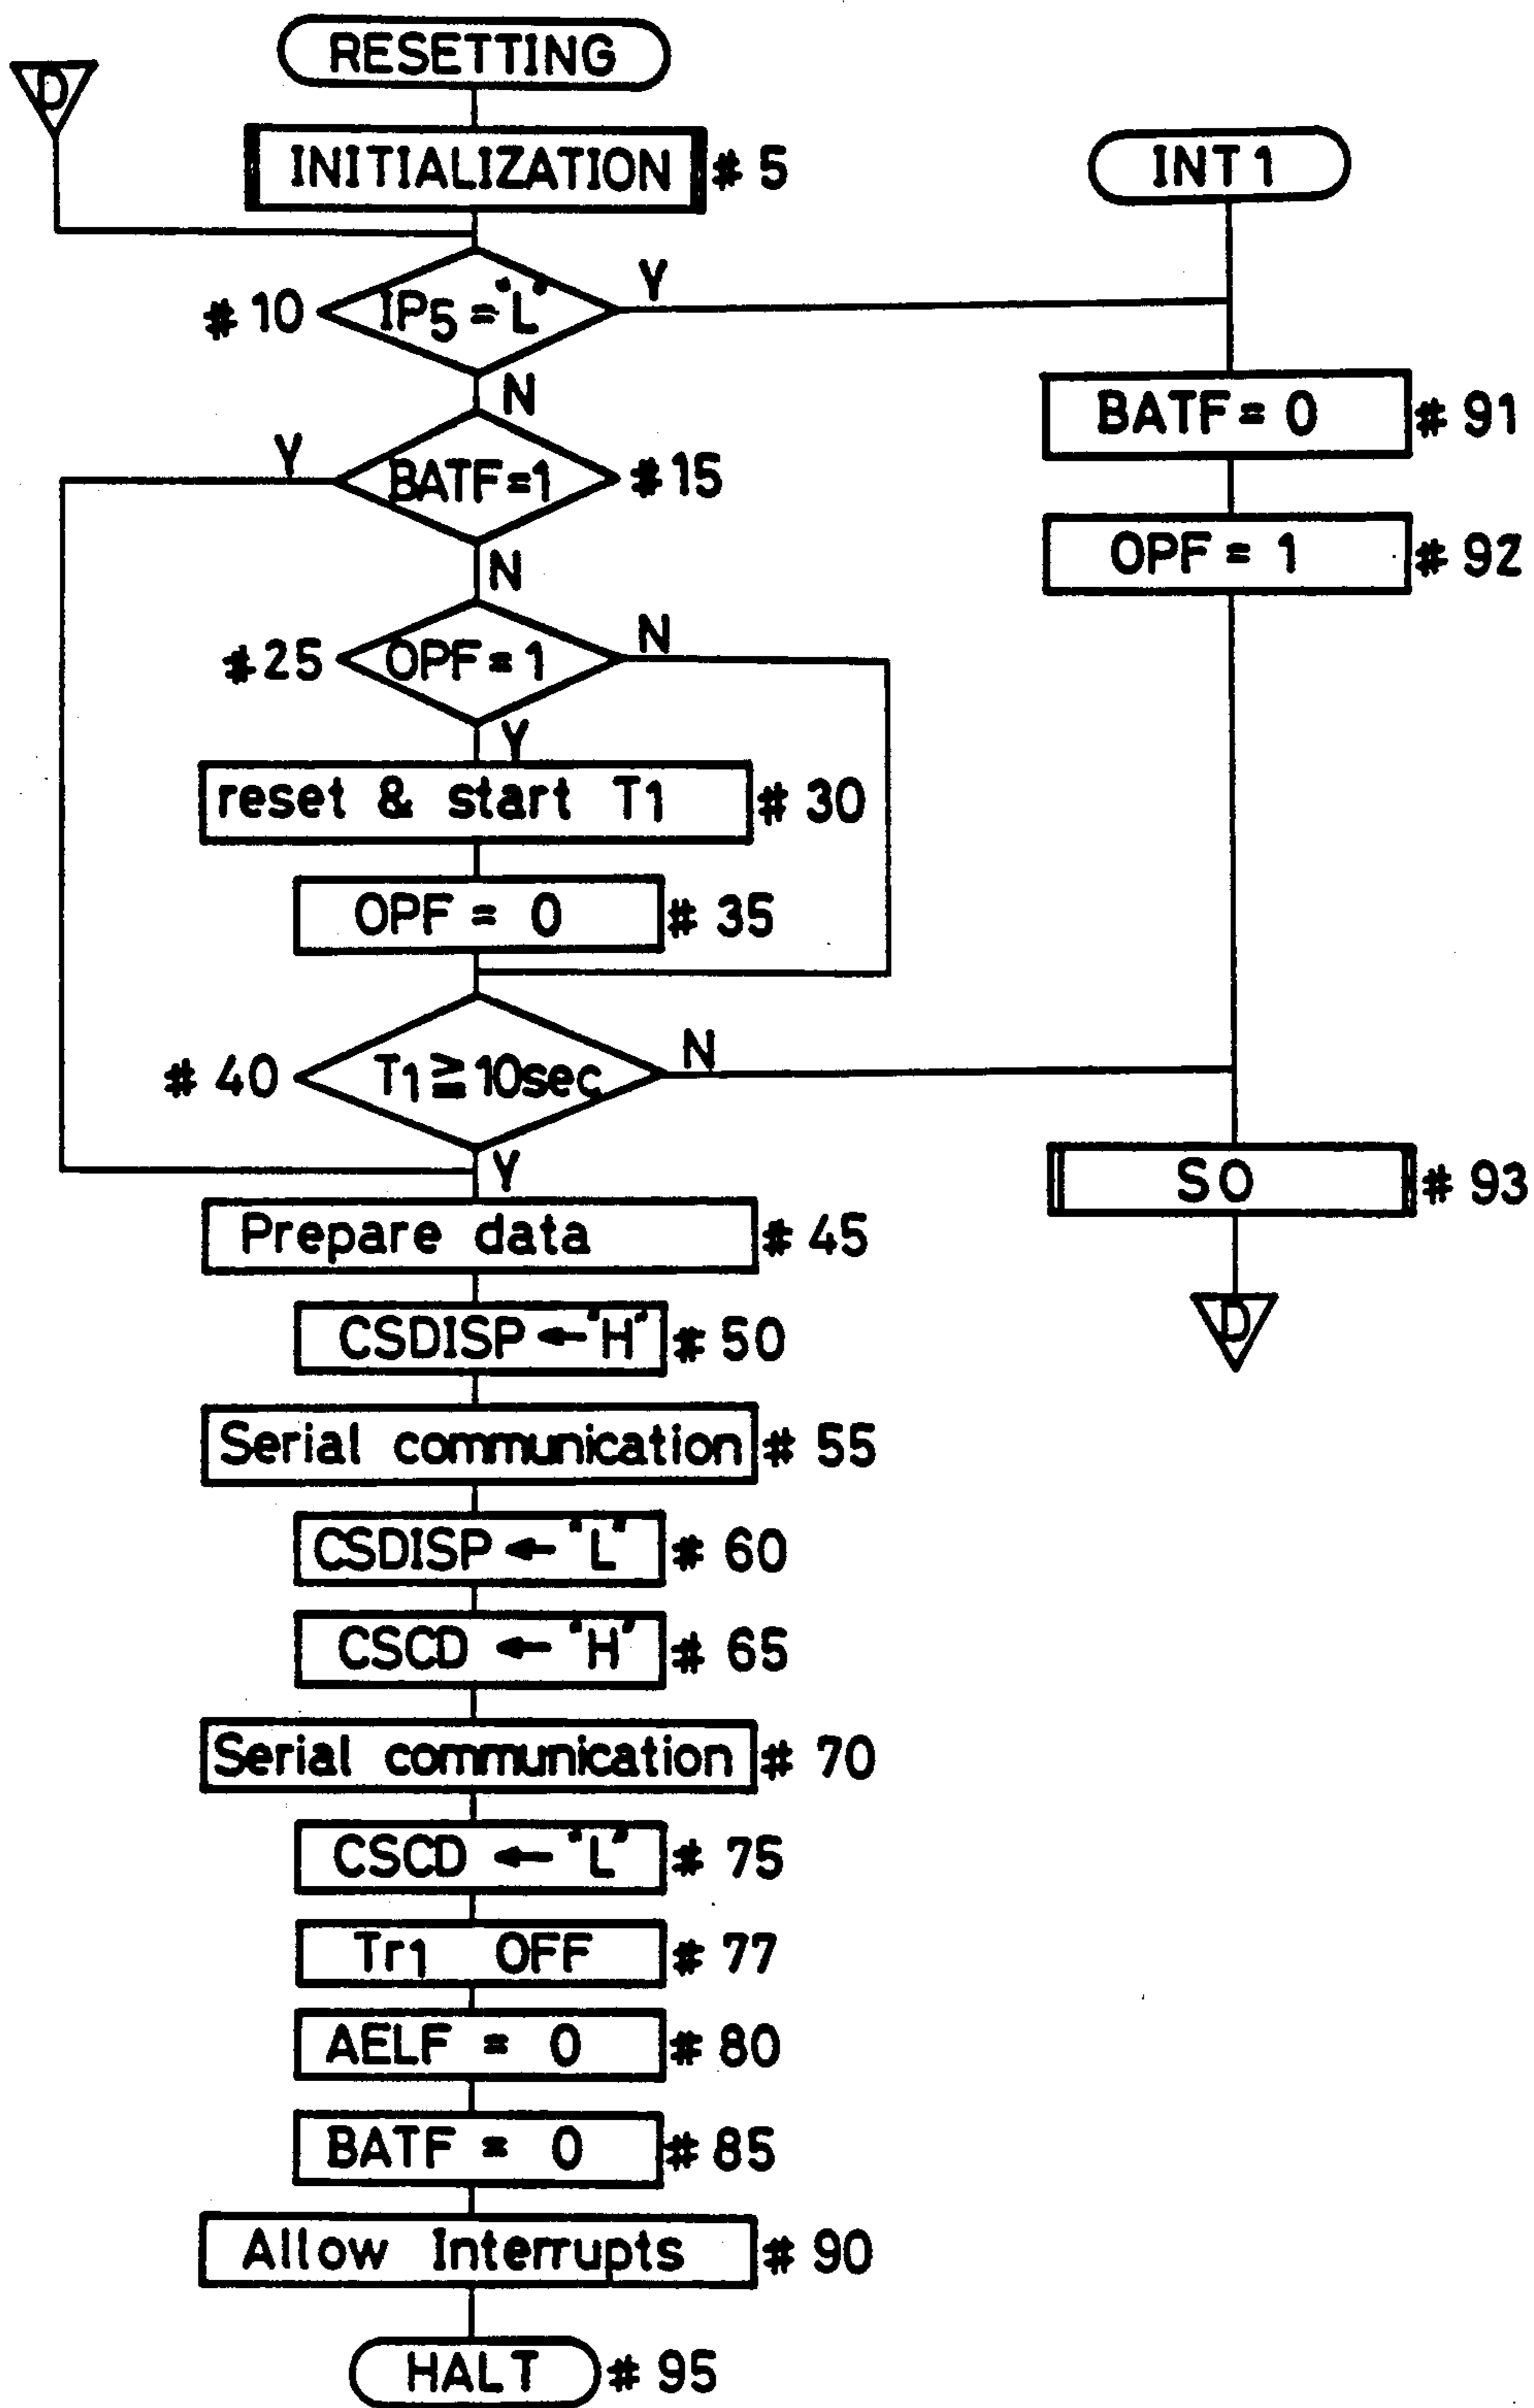 RESETTING
D
INITIALIZATION # 5
INT 1
# 10 IP5 = "L" Y
N
BATF = 0 # 91
Y BATF=1 # 15
N
OPF = 1 # 92
# 25 OPF = 1 N
Y
reset & start T1 # 30
OPF = 0 # 35
# 40 T1 ≧ 10sec N
Y
S0 # 93
Prepare data # 45
D
CSDISP ← "H" # 50
Serial communication # 55
CSDISP ← "L" # 60
CSCD ← "H" # 65
Serial communication # 70
CSCD ← "L" # 75
Tr1 OFF # 77
AELF = 0 # 80
BATF = 0 # 85
Allow Interrupts # 90
HALT # 95